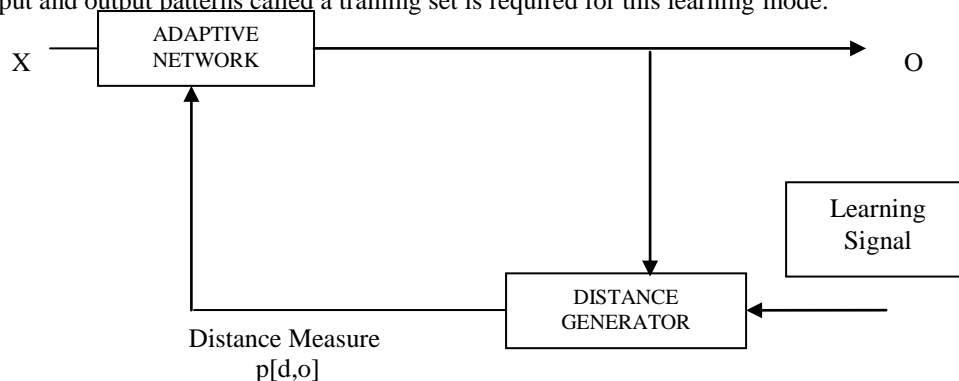 put and output patterns called a training set is required for this learning mode.
ADAPTIVE
NETWORK
X
O
Learning
Signal
DISTANCE
GENERATOR
Distance Measure
p[d,o]